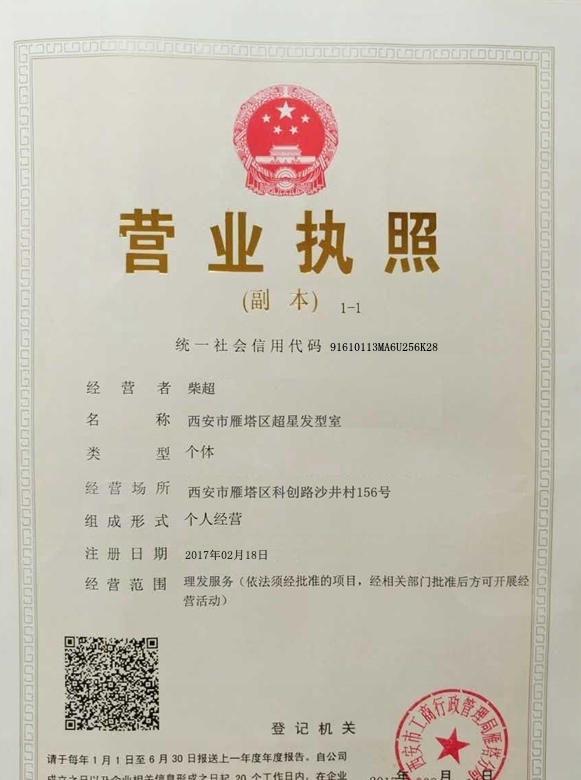 营业执照
(副 本) 1-1
统一社会信用代码 91610113MA6U256K28
经营者 柴超
名称 西安市雁塔区超星发型室
类型 个体
经营场所 西安市雁塔区科创路沙井村156号
组成形式 个人经营
注册日期 2017年02月18日
经营范围 理发服务（依法须经批准的项目，经相关部门批准后方可开展经
营活动）
登记机关
西安市工商行政管理局雁塔分局
请于每年1月1日至6月30日报送上一年度年度报告。自公司
成立之日以及企业相关信息形成之日起 20 个工作日内，在企业
年 月